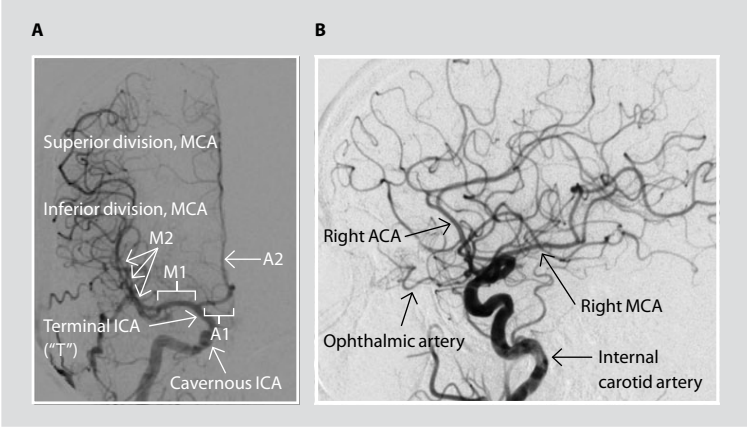 A
B
Superior division, MCA
Inferior division, MCA
M2
M1
A2
Terminal ICA
(“T”)
A1
Cavernous ICA
Right ACA
Right MCA
Ophthalmic artery
Internal
carotid artery